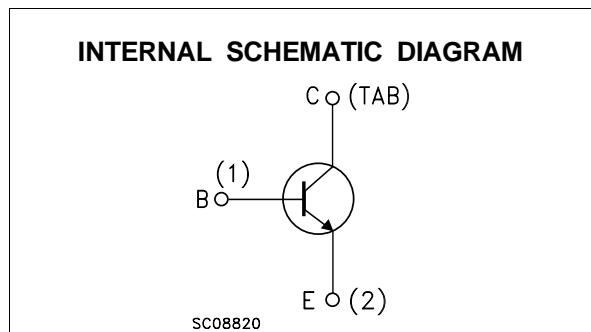 INTERNAL SCHEMATIC DIAGRAM
C (TAB)
(1)
B
E (2)
SC08820